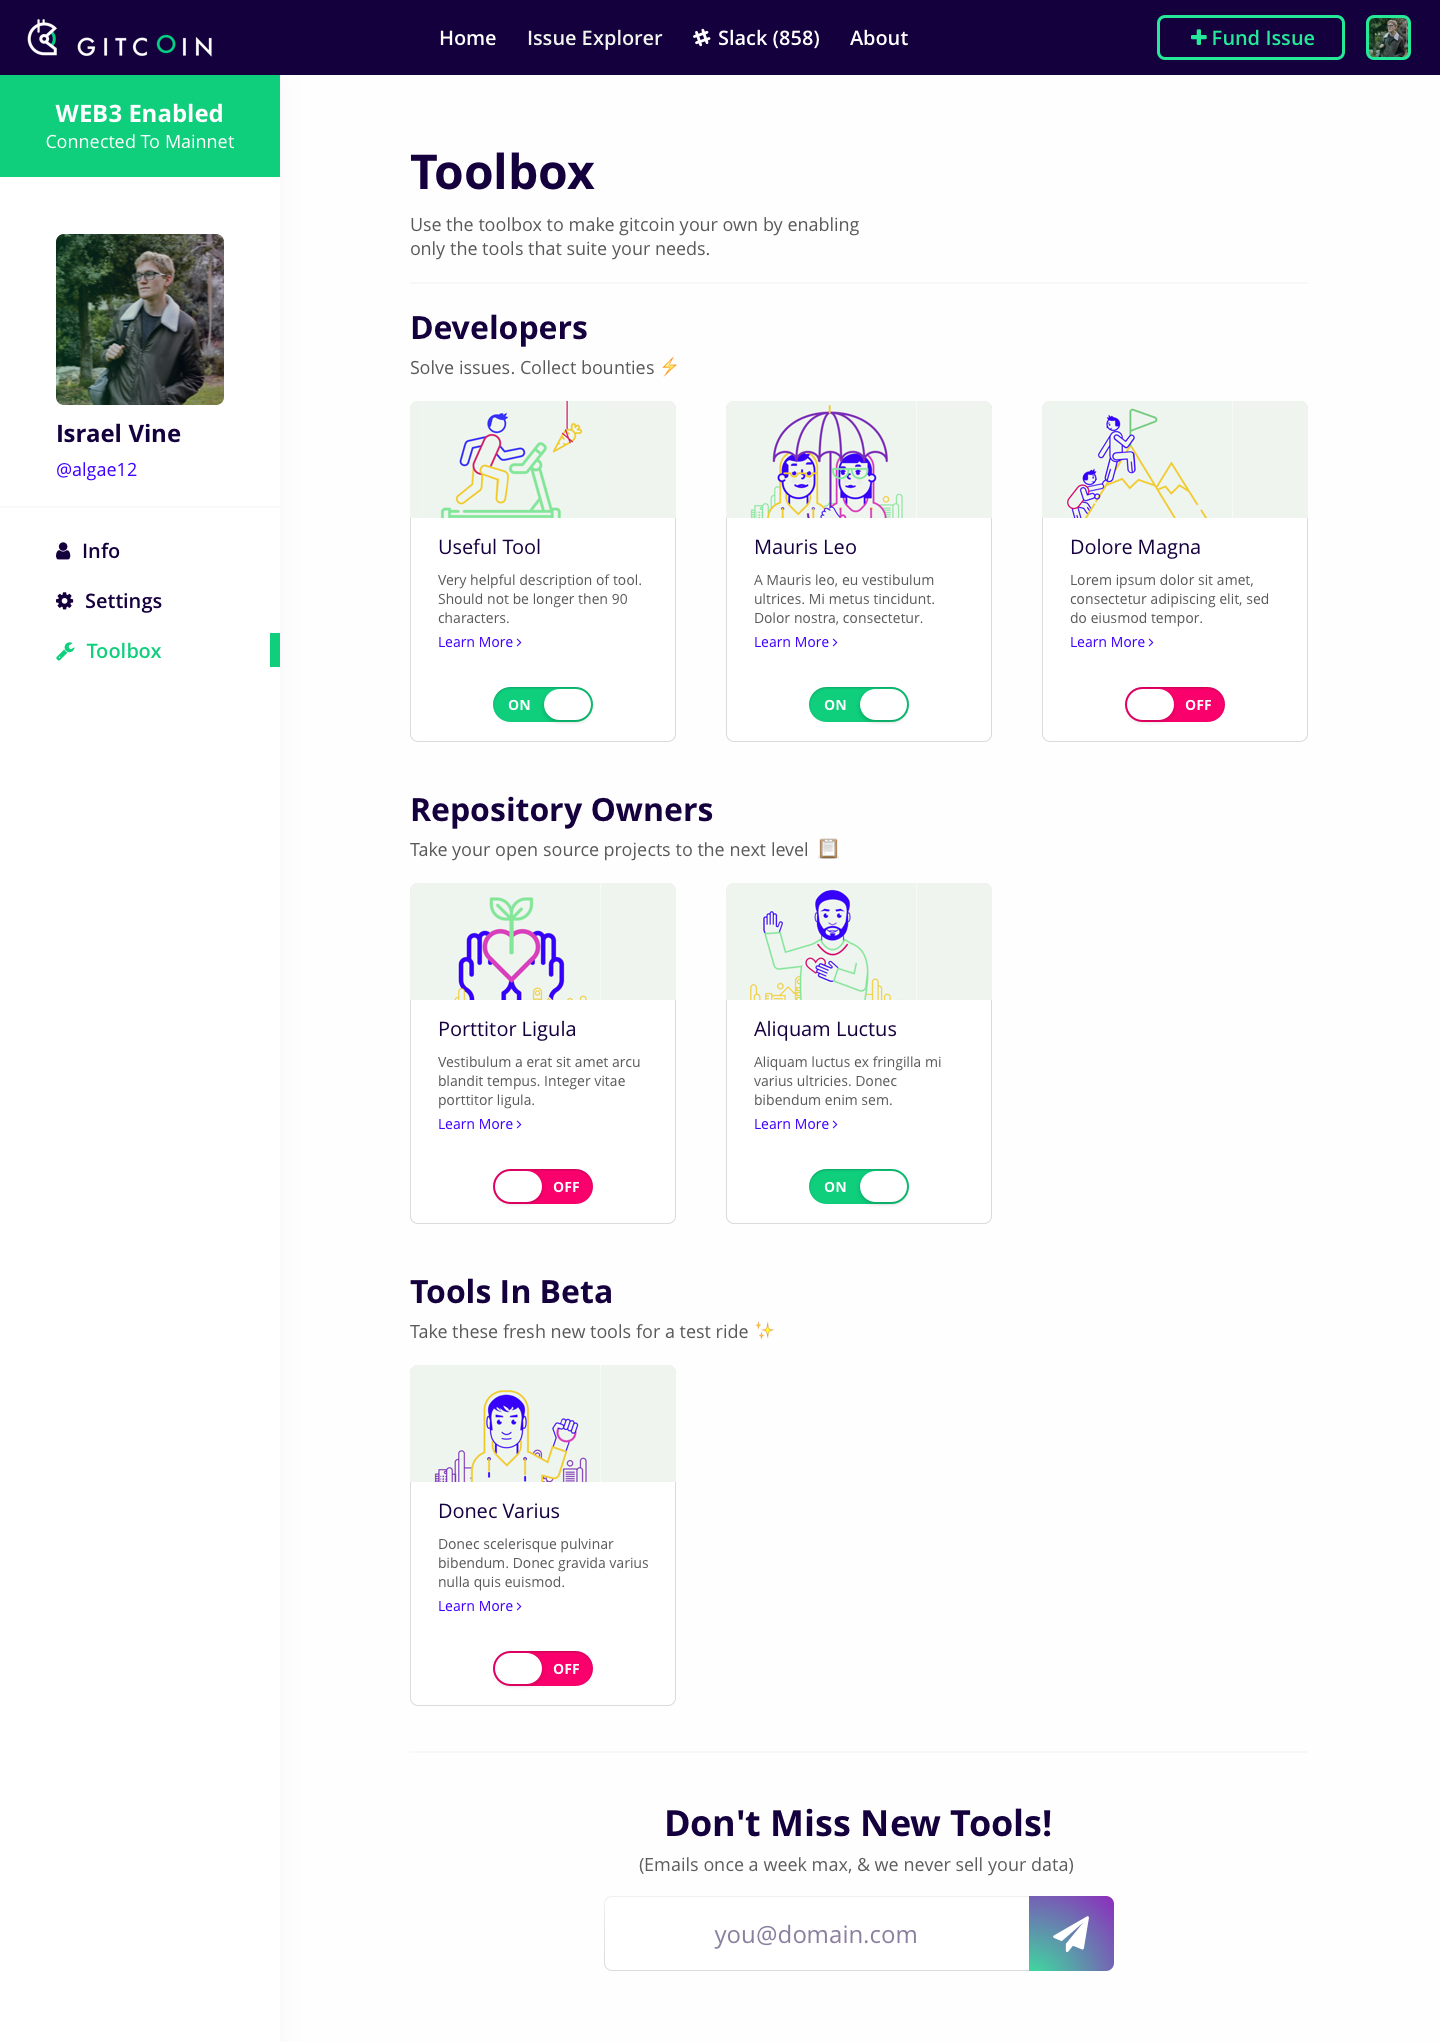 GITCOIN
Home
Issue Explorer
Slack (858)
About
Fund Issue
WEB3 Enabled
Connected To Mainnet
Israel Vine
@algae12
Info
Settings
Toolbox
Toolbox
Use the toolbox to make gitcoin your own by enabling
only the tools that suite your needs.
Developers
Solve issues. Collect bounties ⚡
Useful Tool
Very helpful description of tool.
Should not be longer then 90
characters.
Learn More ›
ON
Mauris Leo
A Mauris leo, eu vestibulum
ultrices. Mi metus tincidunt.
Dolor nostra, consectetur.
Learn More ›
ON
Dolore Magna
Lorem ipsum dolor sit amet,
consectetur adipiscing elit, sed
do eiusmod tempor.
Learn More ›
OFF
Repository Owners
Take your open source projects to the next level 📋
Porttitor Ligula
Vestibulum a erat sit amet arcu
blandit tempus. Integer vitae
porttitor ligula.
Learn More ›
OFF
Aliquam Luctus
Aliquam luctus ex fringilla mi
varius ultricies. Donec
bibendum enim sem.
Learn More ›
ON
Tools In Beta
Take these fresh new tools for a test ride ✨
Donec Varius
Donec scelerisque pulvinar
bibendum. Donec gravida varius
nulla quis euismod.
Learn More ›
OFF
Don't Miss New Tools!
(Emails once a week max, & we never sell your data)
you@domain.com